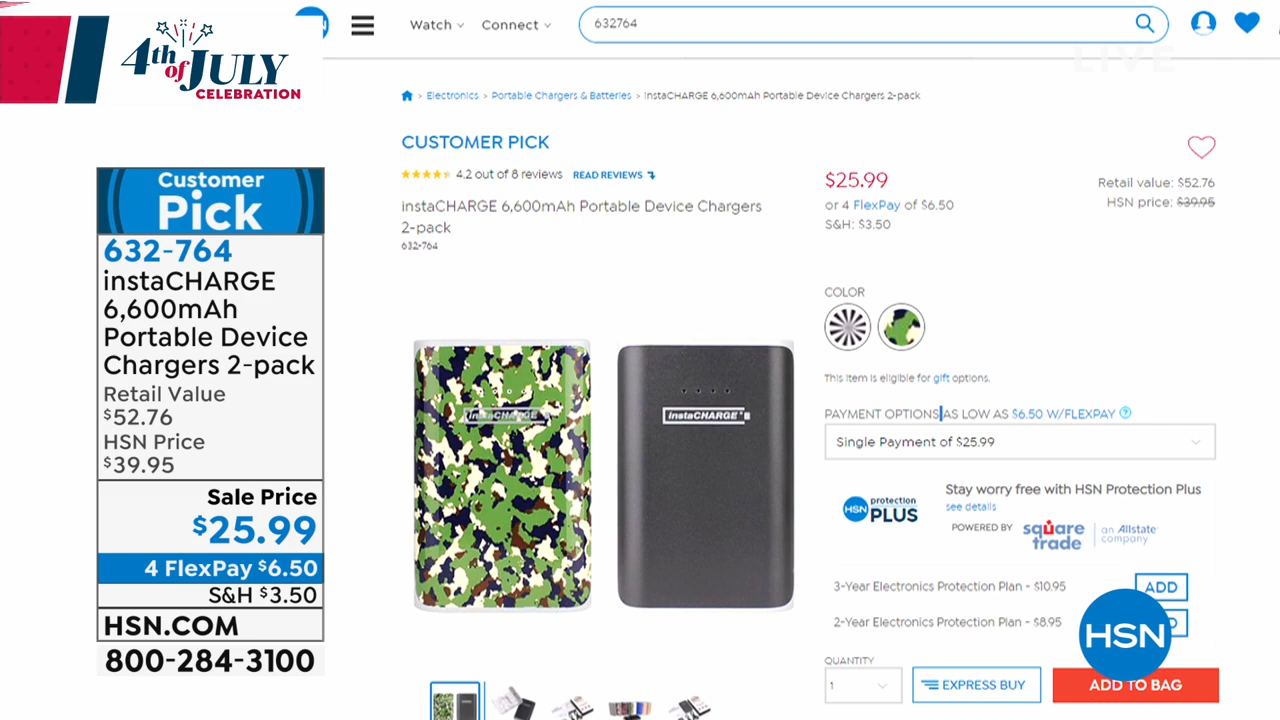 4th of JULY
CELEBRATION
Customer
Pick
632-764
instaCHARGE
6,600mAh
Portable Device
Chargers 2-pack
Retail Value
$52.76
HSN Price
$39.95
Sale Price
$25.99
4 FlexPay $6.50
S&H $3.50
HSN.COM
800-284-3100
Watch
Connect
632764
LIVE
Electronics > Portable Chargers & Batteries > instaCHARGE 6,600mAh Portable Device Chargers 2-pack
CUSTOMER PICK
4.2 out of 8 reviews READ REVIEWS
instaCHARGE 6,600mAh Portable Device Chargers
2-pack
632-764
instaCHARGE
instaCHARGE
$25.99
or 4 FlexPay of $6.50
S&H: $3.50
Retail value: $52.76
HSN price: $39.95
COLOR
This item is eligible for gift options.
PAYMENT OPTIONS AS LOW AS $6.50 W/FLEXPAY ?
Single Payment of $25.99
HSN protection PLUS
Stay worry free with HSN Protection Plus
see details
POWERED BY square trade an Allstate company
3-Year Electronics Protection Plan - $10.95 ADD
2-Year Electronics Protection Plan - $8.95
HSN
QUANTITY
1
EXPRESS BUY
ADD TO BAG